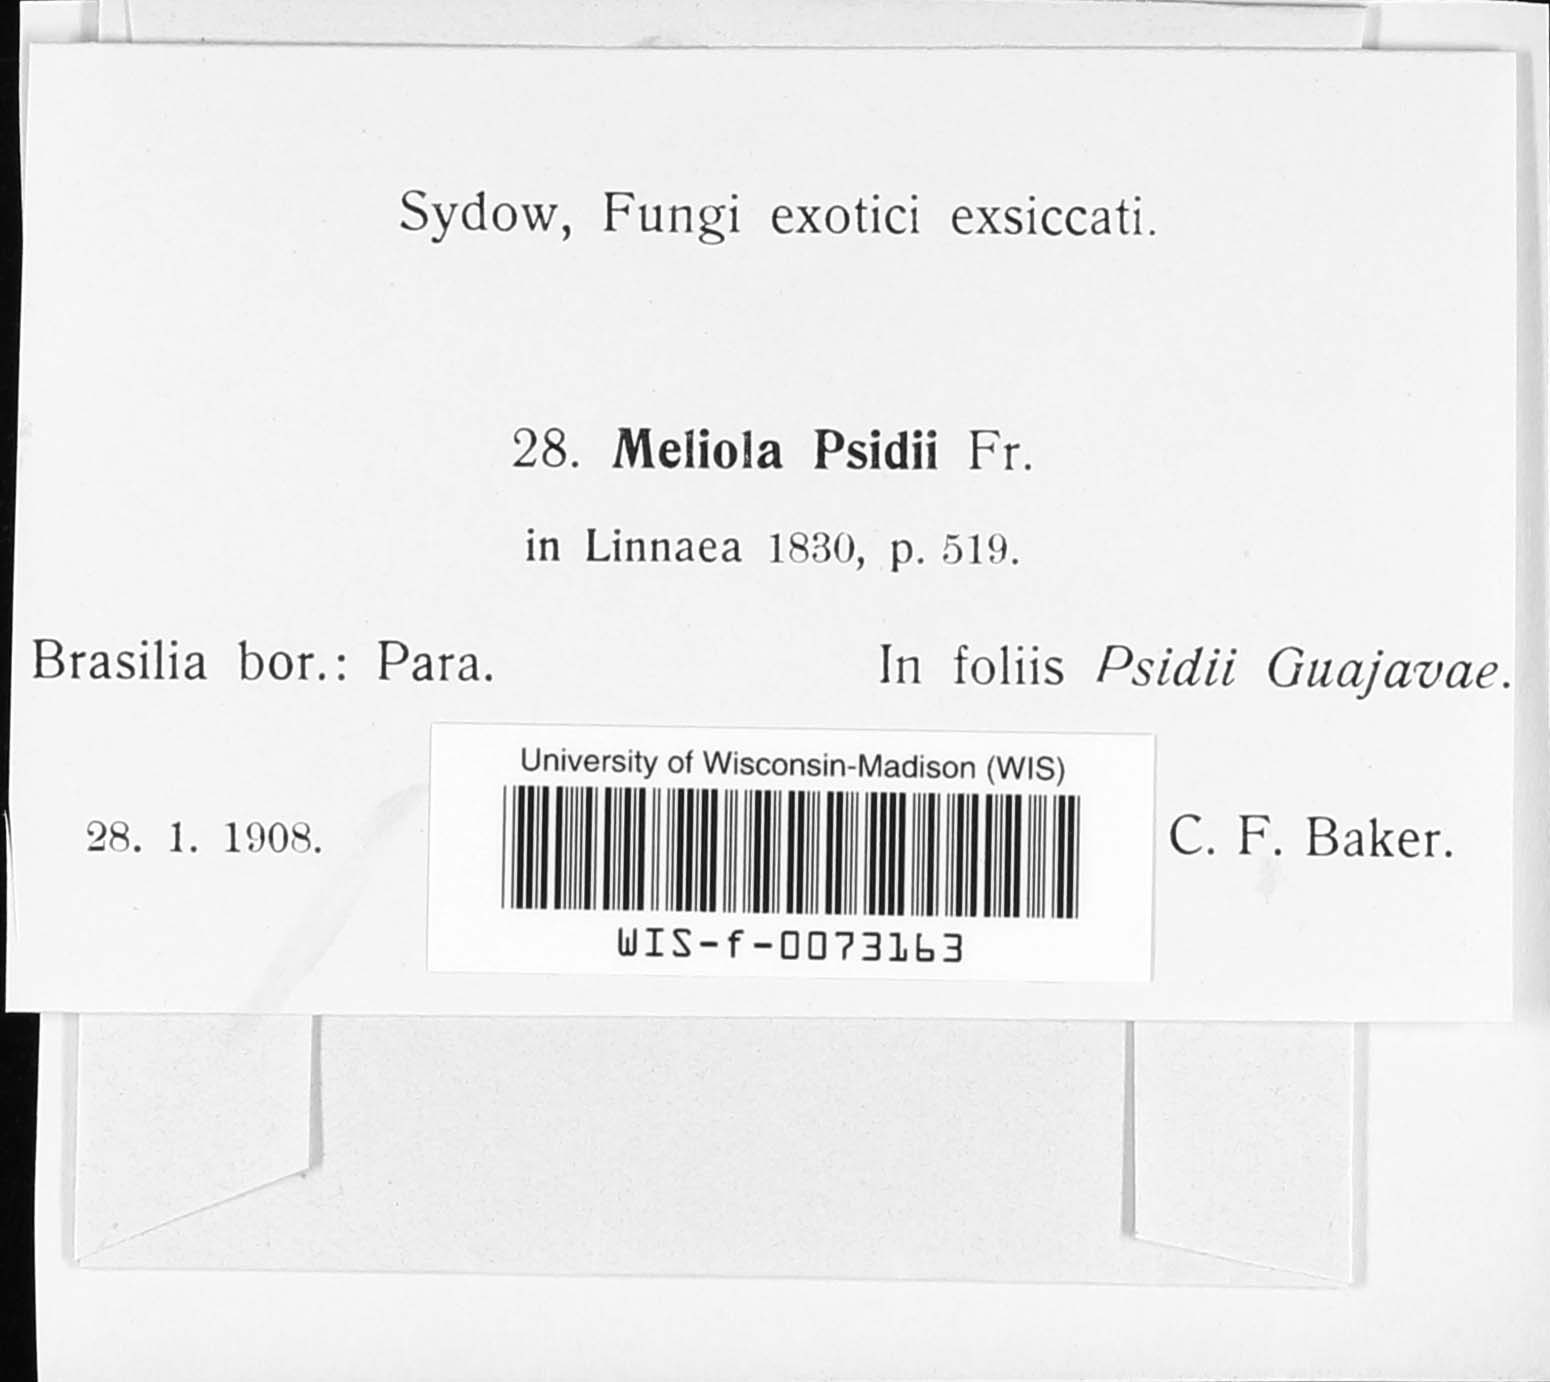 Sydow, Fungi exotici exsiccati.
28. Meliola Psidii Fr.
in Linnaea 1830, p. 519.
Brasilia bor.: Para. In foliis Psidii Guajavae.
28. 1. 1908. C. F. Baker.
University of Wisconsin-Madison (WIS)
WIS-f-0073163